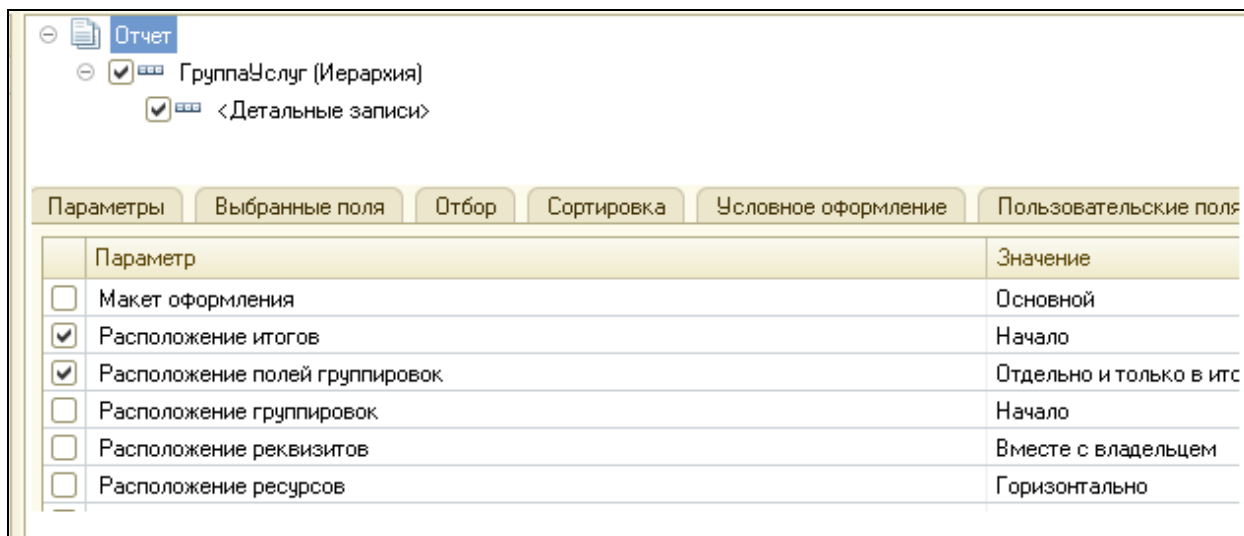 Отчет
ГруппаУслуг (Иерархия)
<Детальные записи>
Параметры Выбранные поля Отбор Сортировка Условное оформление Пользовательские поля
Параметр Значение
Макет оформления Основной
Расположение итогов Начало
Расположение полей группировок Отдельно и только в ито
Расположение группировок Начало
Расположение реквизитов Вместе с владельцем
Расположение ресурсов Горизонтально